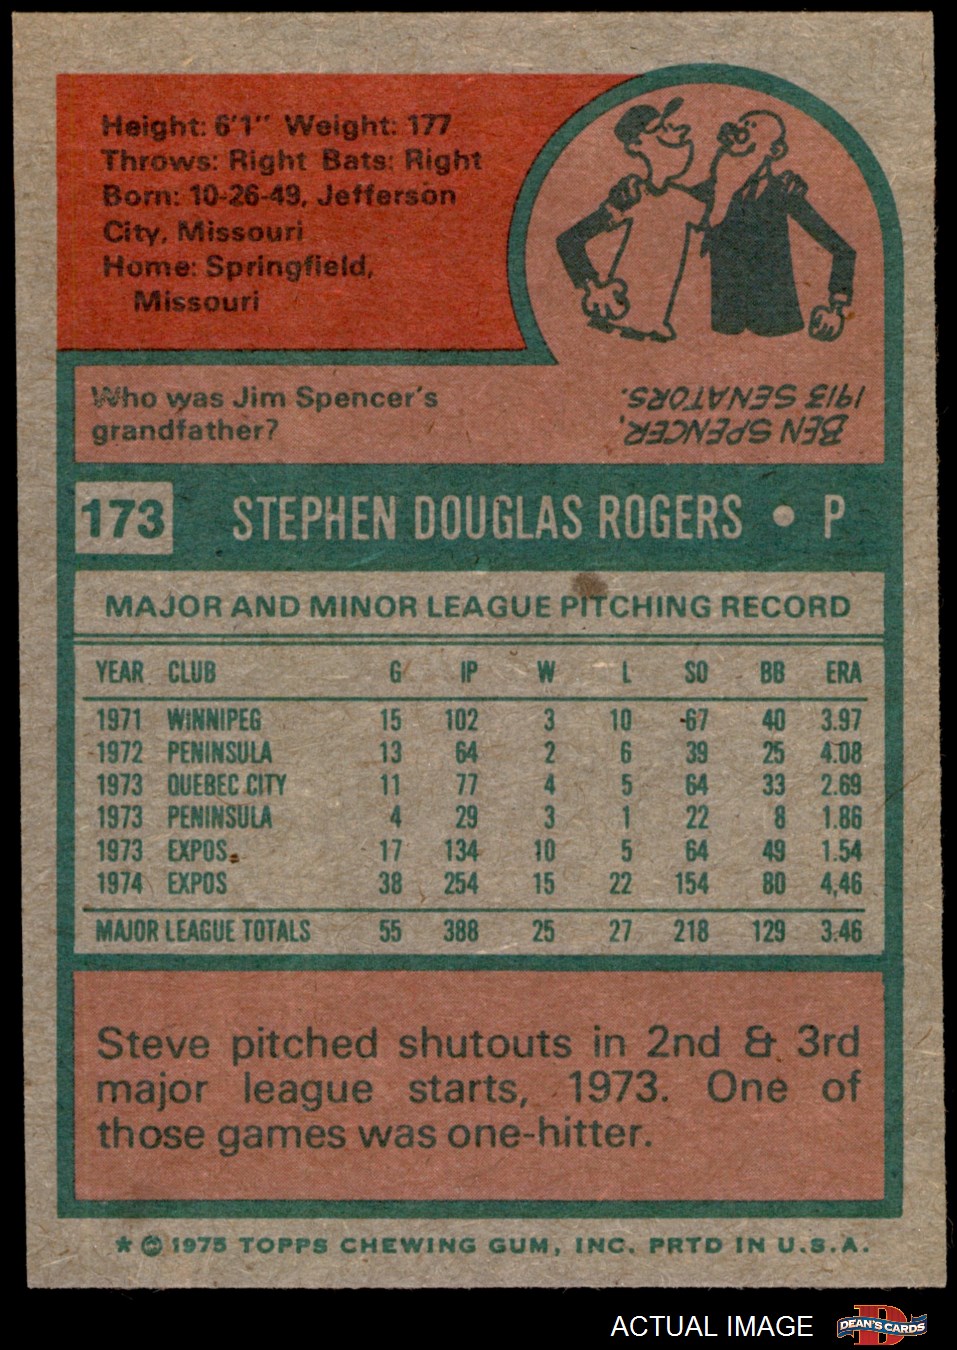 Height: 6'1" Weight: 177
Throws: Right Bats: Right
Born: 10-26-49, Jefferson
City, Missouri
Home: Springfield,
Missouri
Who was Jim Spencer's
grandfather?
BEN SPENCER,
1913 SENATORS.
173 STEPHEN DOUGLAS ROGERS • P
MAJOR AND MINOR LEAGUE PITCHING RECORD
YEAR CLUB G IP W L SO BB ERA
1971 WINNIPEG 15 102 3 10 67 40 3.97
1972 PENINSULA 13 64 2 6 39 25 4.08
1973 QUEBEC CITY 11 77 4 5 64 33 2.69
1973 PENINSULA 4 29 3 1 22 8 1.86
1973 EXPOS 17 134 10 5 64 49 1.54
1974 EXPOS 38 254 15 22 154 80 4.46
MAJOR LEAGUE TOTALS 55 388 25 27 218 129 3.46
Steve pitched shutouts in 2nd & 3rd
major league starts, 1973. One of
those games was one-hitter.
* © 1975 TOPPS CHEWING GUM, INC. PRTD IN U.S.A.
ACTUAL IMAGE
D
DEAN'S CARDS